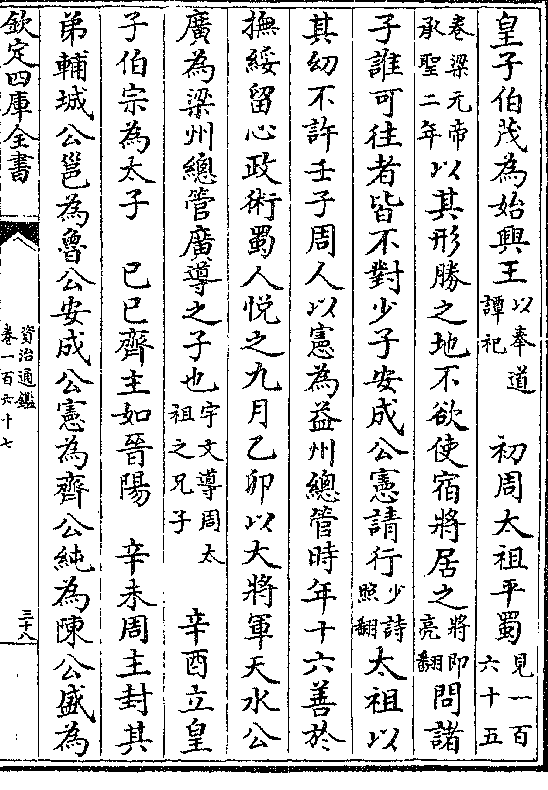 皇子伯茂為始興王以奉道譚祀　初周太祖平蜀見一百六十五
卷梁元帝承聖二年以其形勝之地不欲使宿將居之將即亮翻問諸
子誰可往者皆不對少子安成公憲請行少詩照翻太祖以
其幼不許壬子周人以憲為益州總管時年十六善於
撫綏留心政術蜀人悅之九月乙卯以大將軍天水公
廣為梁州總管廣導之子也宇文導周太祖之兄子　辛酉立皇
子伯宗為太子　己巳齊主如晉陽　辛未周主封其
弟輔城公邕為魯公安成公憲為齊公純為陳公盛為
欽定四庫全書
資治通鑑
卷一百六十七
三十八